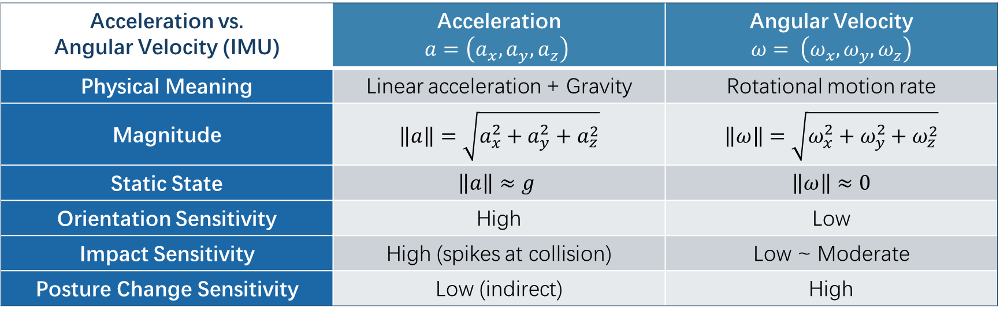 Acceleration vs.
Angular Velocity (IMU)
Acceleration
a = (a_x, a_y, a_z)
Angular Velocity
ω = (ω_x, ω_y, ω_z)
Physical Meaning
Linear acceleration + Gravity
Rotational motion rate
Magnitude
‖a‖ = √(a_x² + a_y² + a_z²)
‖ω‖ = √(ω_x² + ω_y² + ω_z²)
Static State
‖a‖ ≈ g
‖ω‖ ≈ 0
Orientation Sensitivity
High
Low
Impact Sensitivity
High (spikes at collision)
Low ~ Moderate
Posture Change Sensitivity
Low (indirect)
High